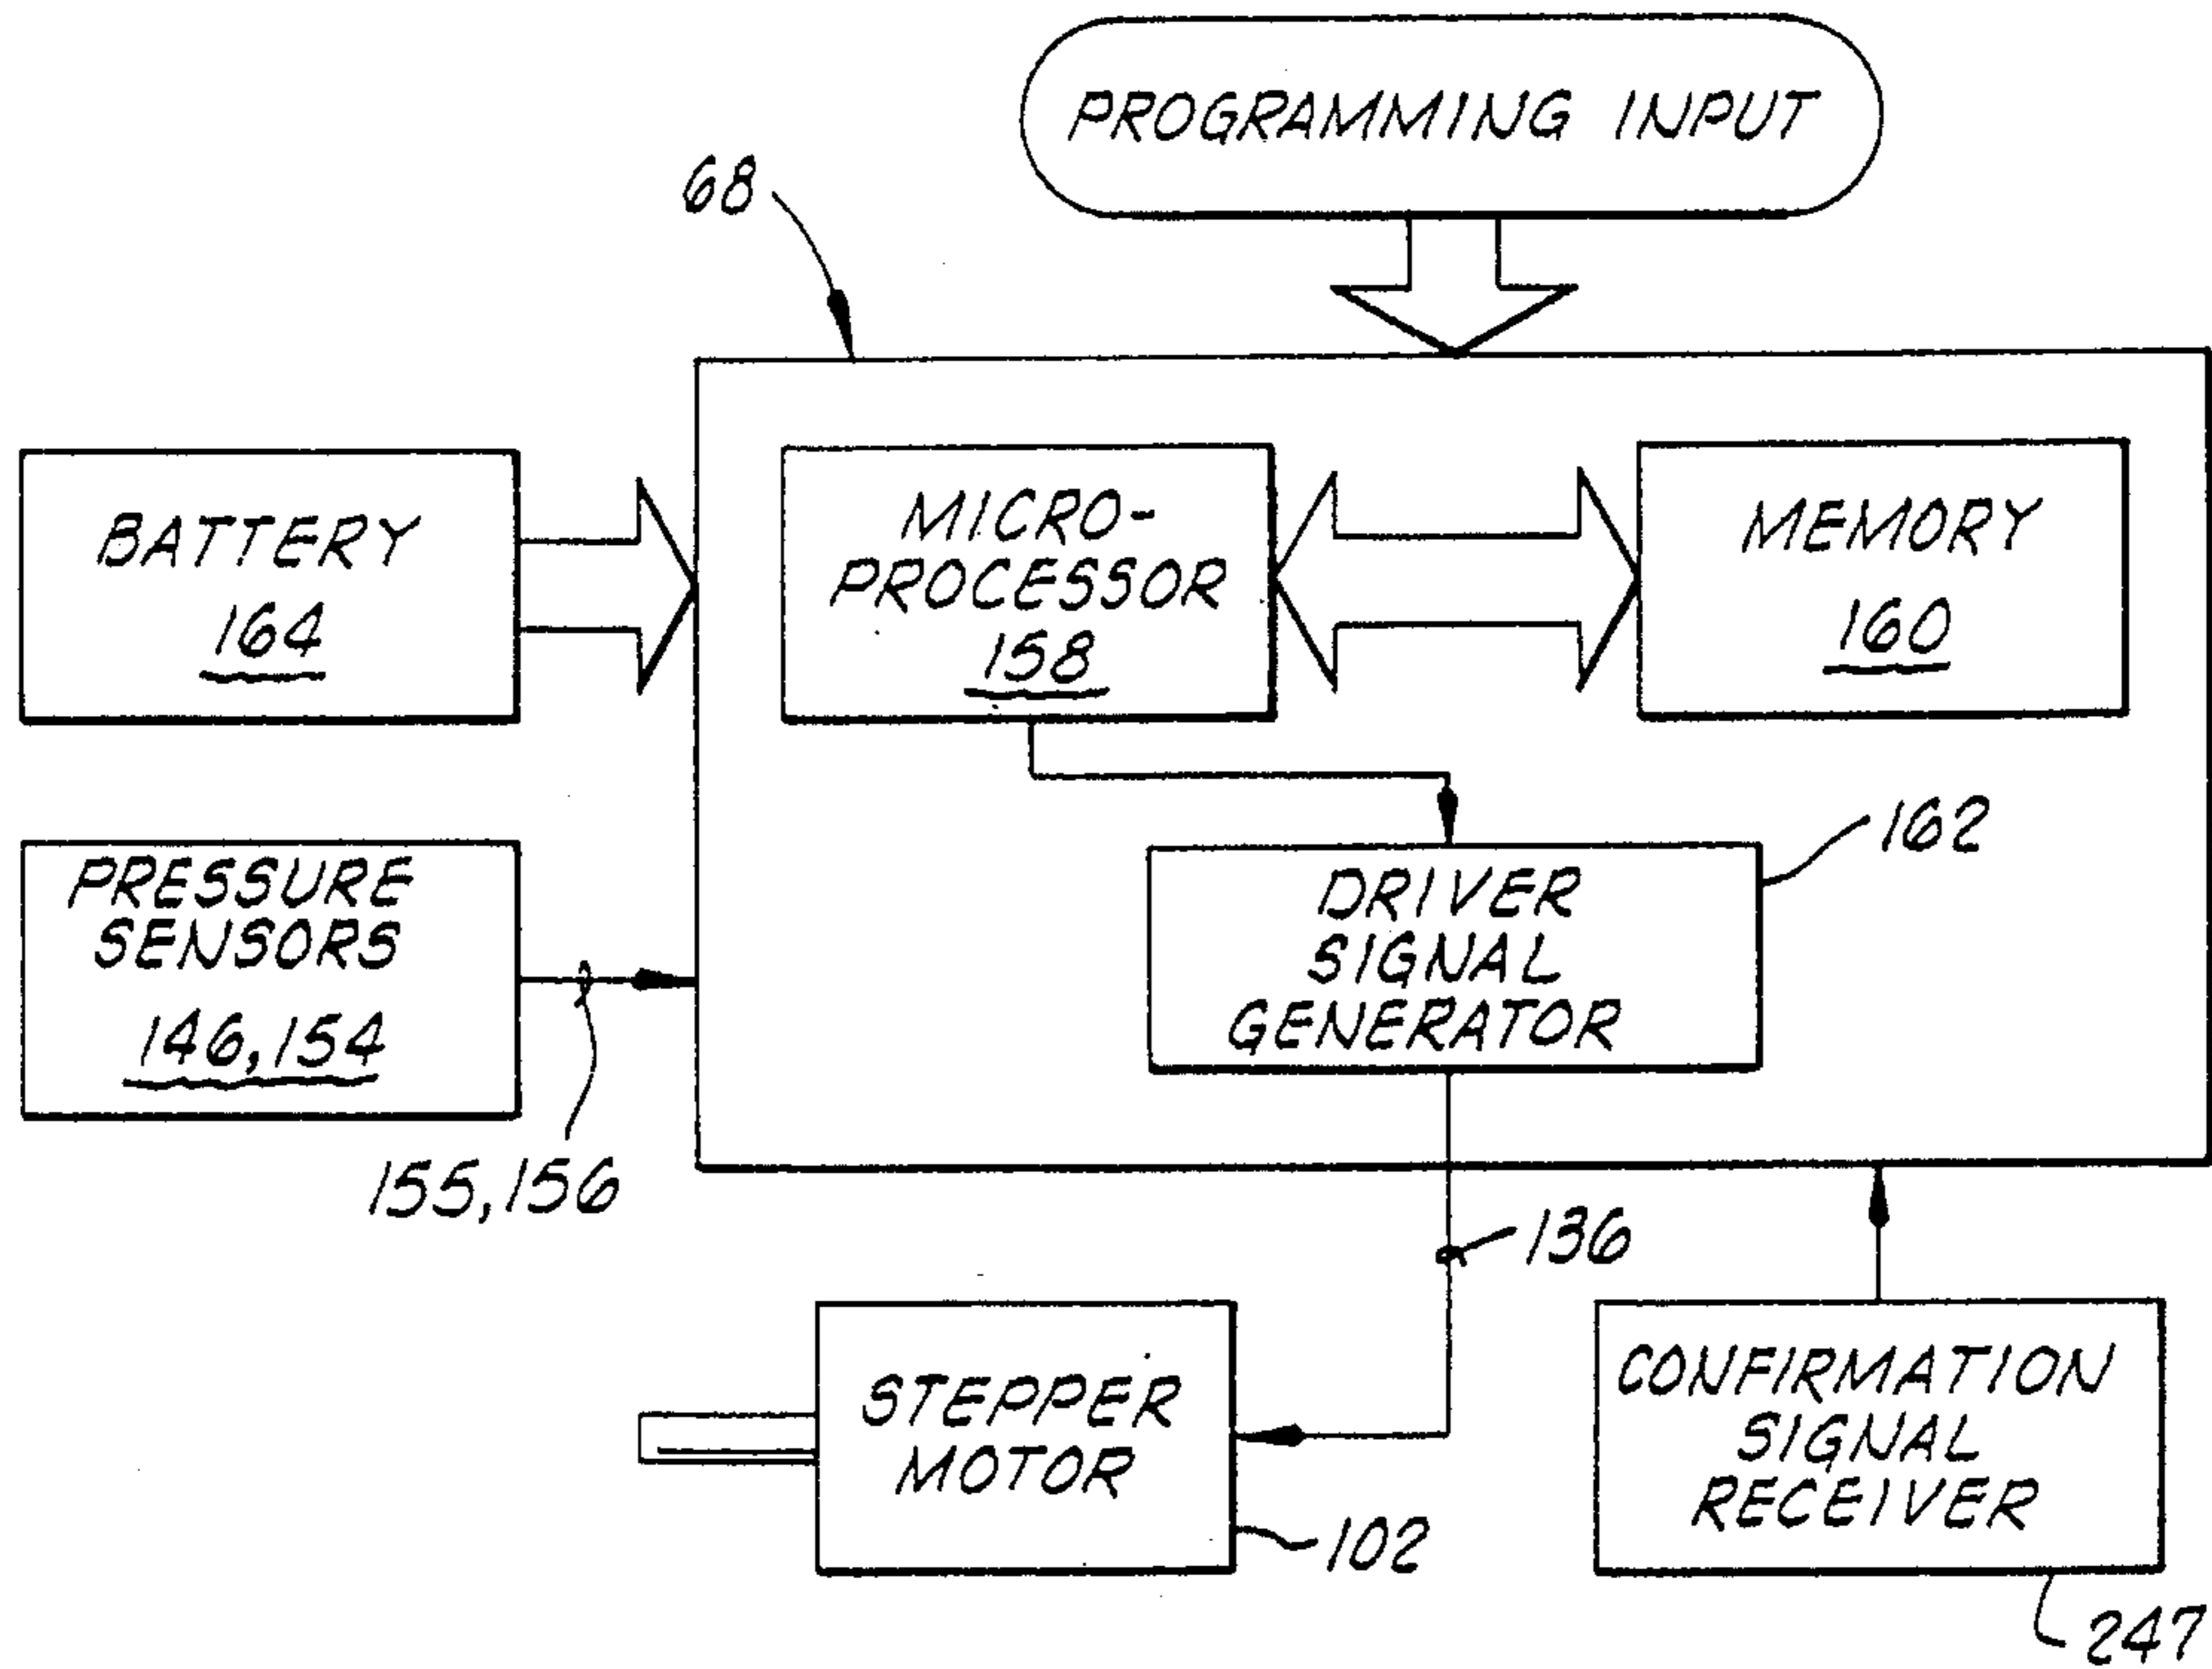 PROGRAMMING INPUT
68
BATTERY
164
MICRO-
PROCESSOR
158
MEMORY
160
PRESSURE
SENSORS
146, 154
155, 156
DRIVER
SIGNAL
GENERATOR
162
136
STEPPER
MOTOR
102
CONFIRMATION
SIGNAL
RECEIVER
247